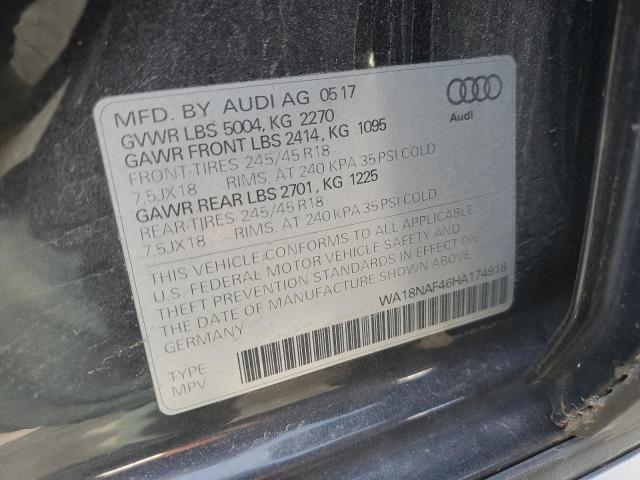 MFD. BY AUDI AG 05 17
GVWR LBS 5004, KG 2270
GAWR FRONT LBS 2414, KG 1095
FRONT-TIRES 245/45 R18
7,5JX18 RIMS, AT 240 KPA 35 PSI COLD
GAWR REAR LBS 2701, KG 1225
REAR-TIRES 245/45 R18
7,5JX18 RIMS, AT 240 KPA 35 PSI COLD
Audi
THIS VEHICLE CONFORMS TO ALL APPLICABLE
U.S. FEDERAL MOTOR VEHICLE SAFETY AND
THEFT PREVENTION STANDARDS IN EFFECT ON
THE DATE OF MANUFACTURE SHOWN ABOVE
GERMANY
WA18NAF46HA174916
TYPE
MPV